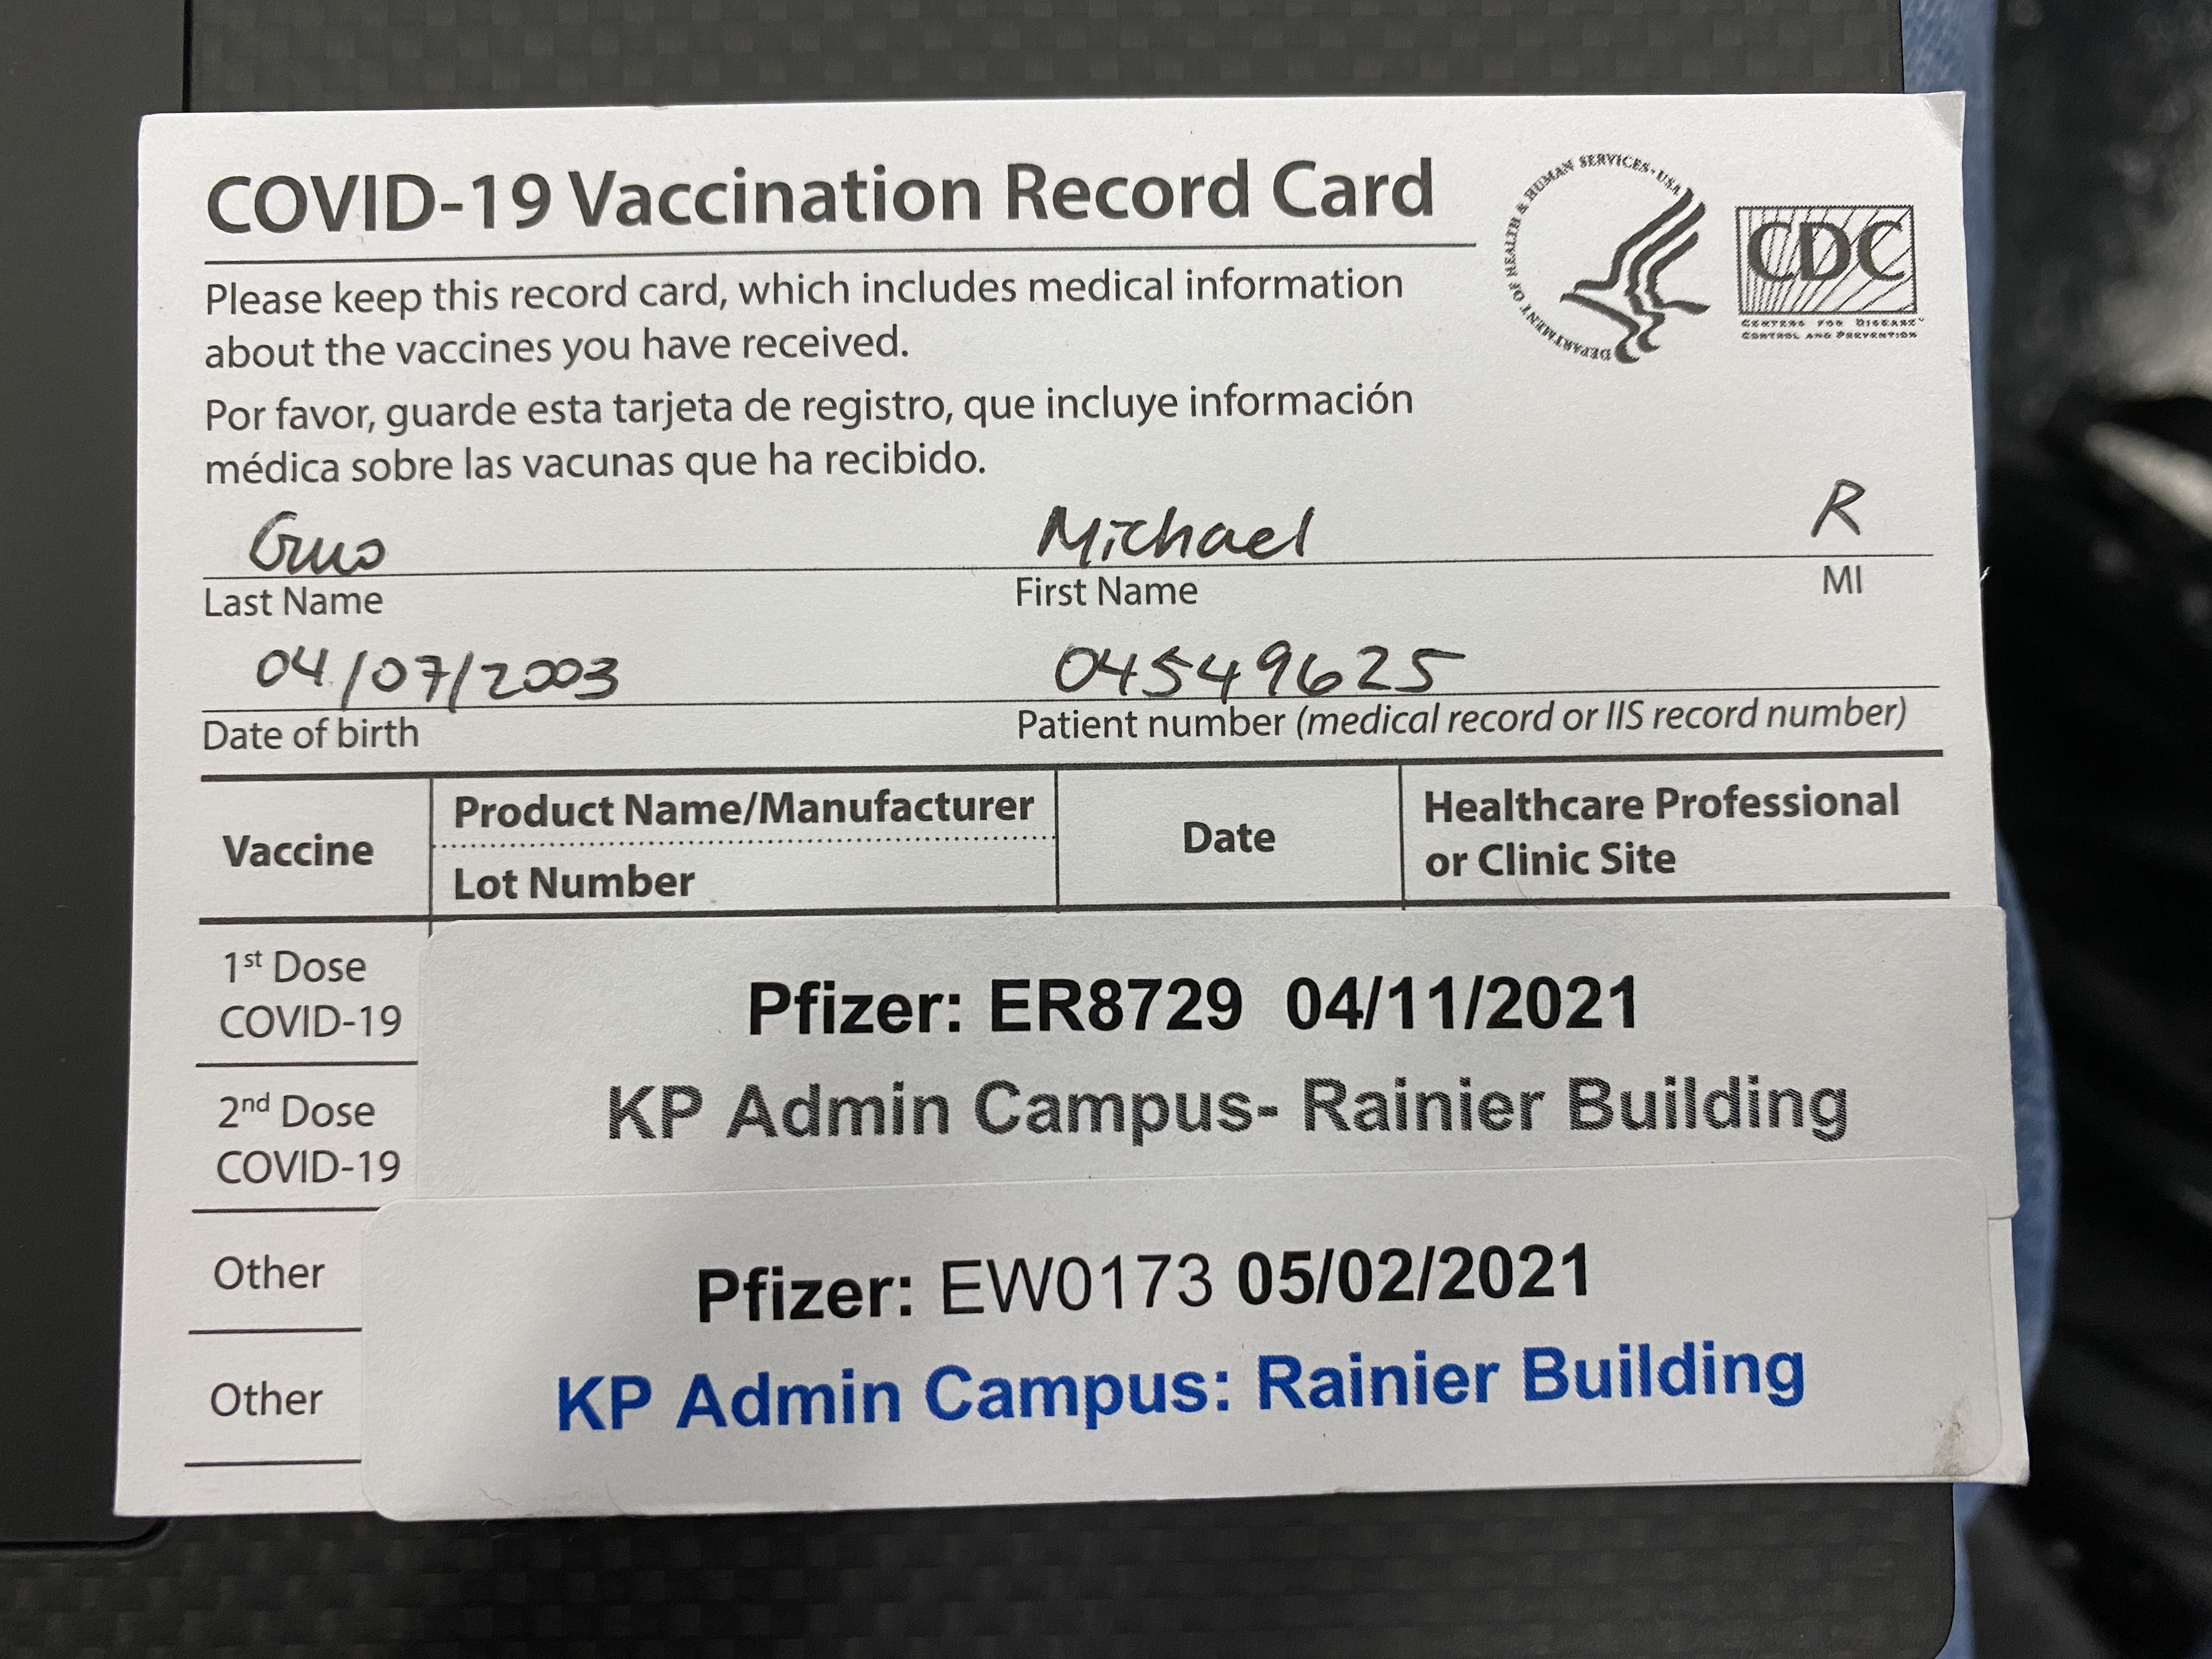 COVID-19 Vaccination Record Card
DEPARTMENT OF HEALTH & HUMAN SERVICES • USA
CDC
CENTERS FOR DISEASE™
CONTROL AND PREVENTION
Please keep this record card, which includes medical information
about the vaccines you have received.
Por favor, guarde esta tarjeta de registro, que incluye información
médica sobre las vacunas que ha recibido.
Guo Michael R
Last Name First Name MI
04/07/2003 04549625
Date of birth Patient number (medical record or IIS record number)
Vaccine
Product Name/Manufacturer
Lot Number
Date
Healthcare Professional
or Clinic Site
1st Dose
COVID-19
Pfizer: ER8729 04/11/2021
KP Admin Campus- Rainier Building
2nd Dose
COVID-19
Other
Pfizer: EW0173 05/02/2021
KP Admin Campus: Rainier Building
Other